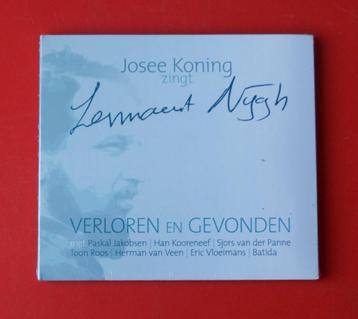 Josee Koning
zingt
Lennaert Nijgh
VERLOREN EN GEVONDEN
met Paskal Jakobsen | Han Kooreneef | Sjors van der Panne
Toon Roos | Herman van Veen | Eric Vloeimans | Batida